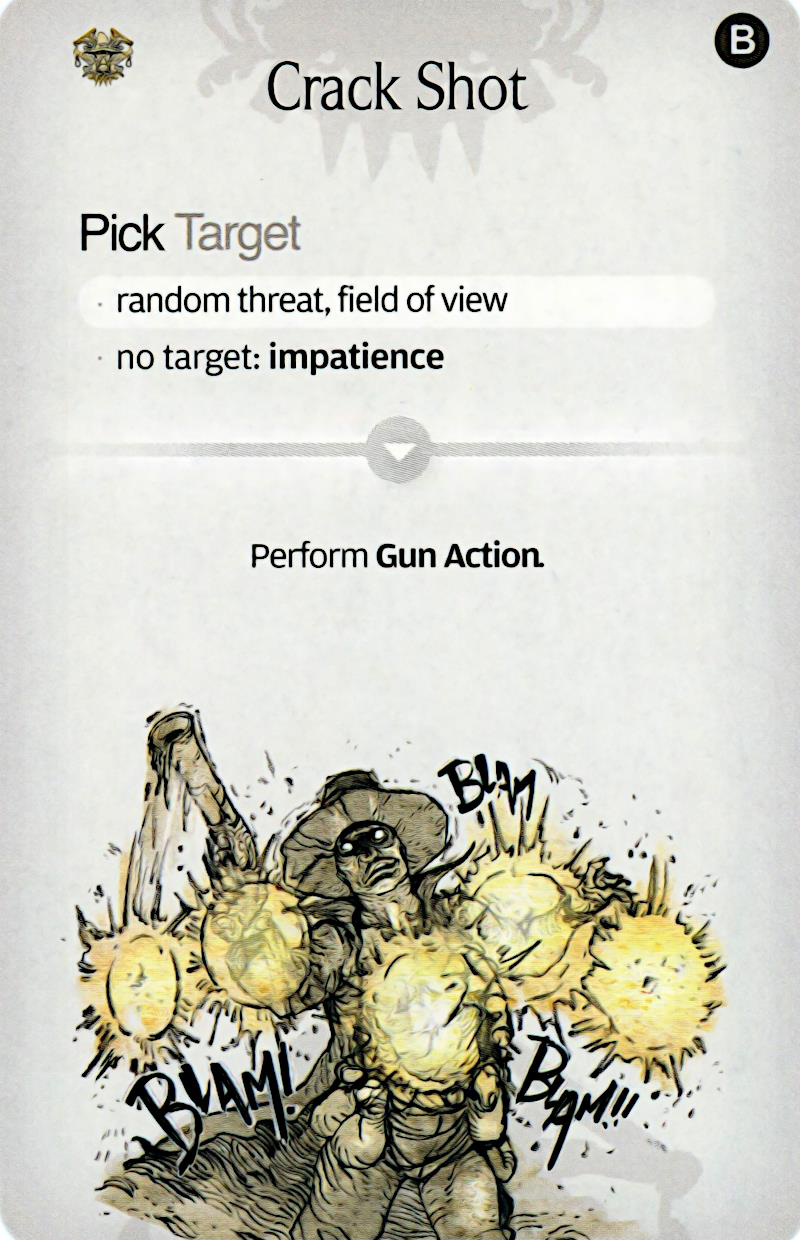 B
Crack Shot
Pick Target
· random threat, field of view
· no target: impatience
Perform Gun Action.
BLAM
BLAM!
BLAM!!